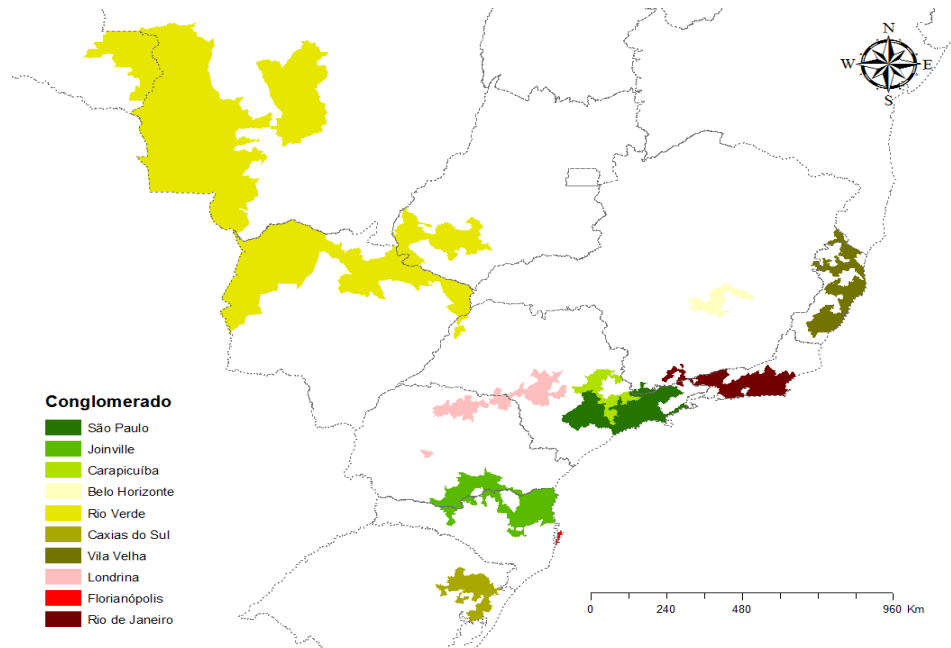 N
W E
S
Conglomerado
São Paulo
Joinville
Carapicuíba
Belo Horizonte
Rio Verde
Caxias do Sul
Vila Velha
Londrina
Florianópolis
Rio de Janeiro
0 240 480 960 Km